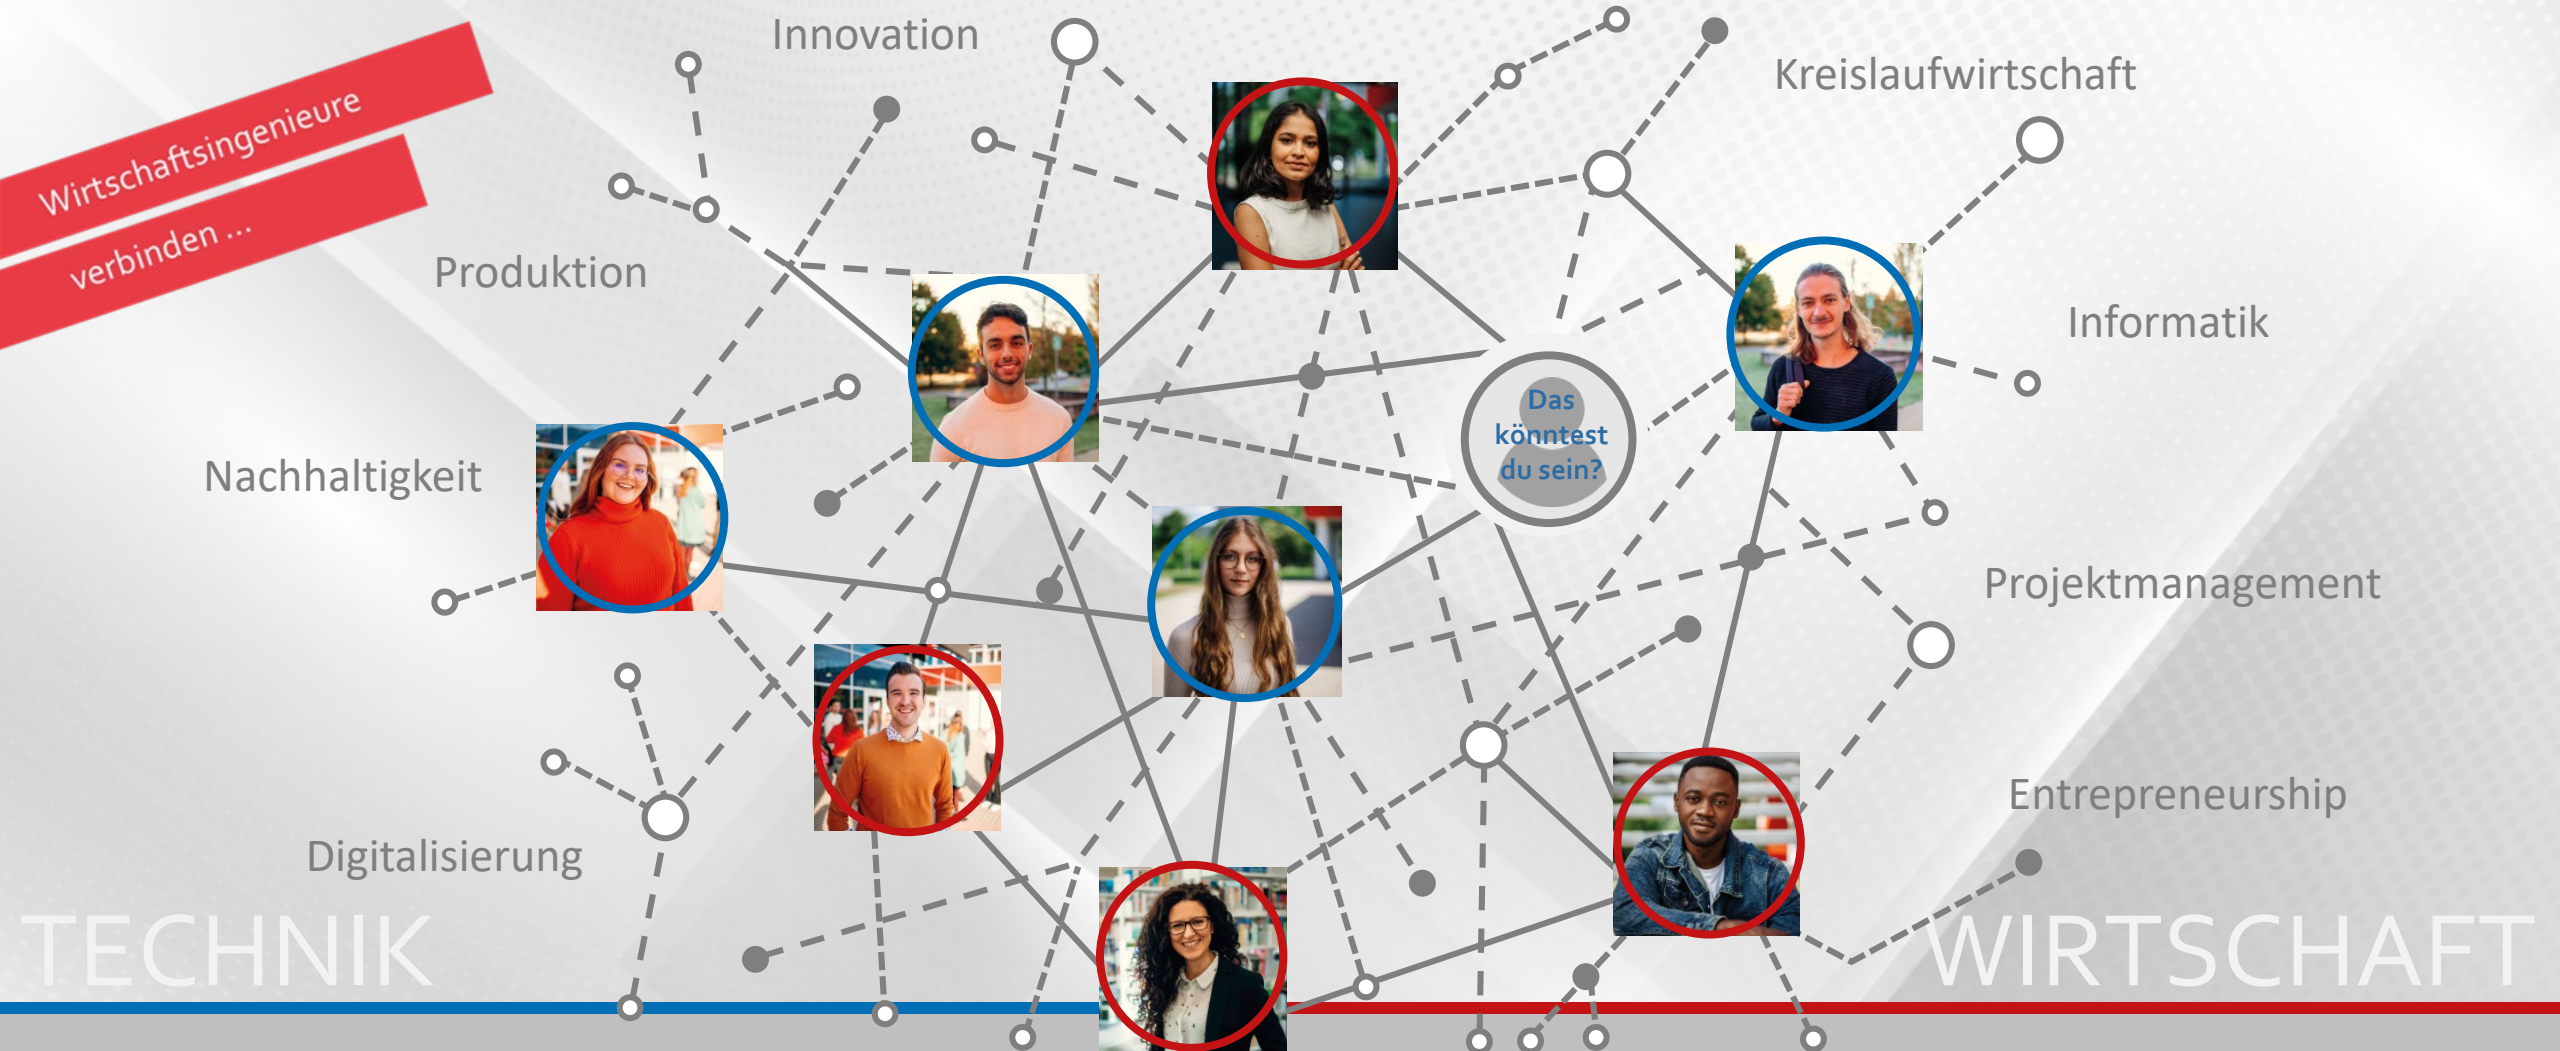 Wirtschaftsingenieure
verbinden ...
Innovation
Kreislaufwirtschaft
Produktion
Informatik
Das
könntest
du sein?
Nachhaltigkeit
Projektmanagement
Entrepreneurship
Digitalisierung
TECHNIK
WIRTSCHAFT